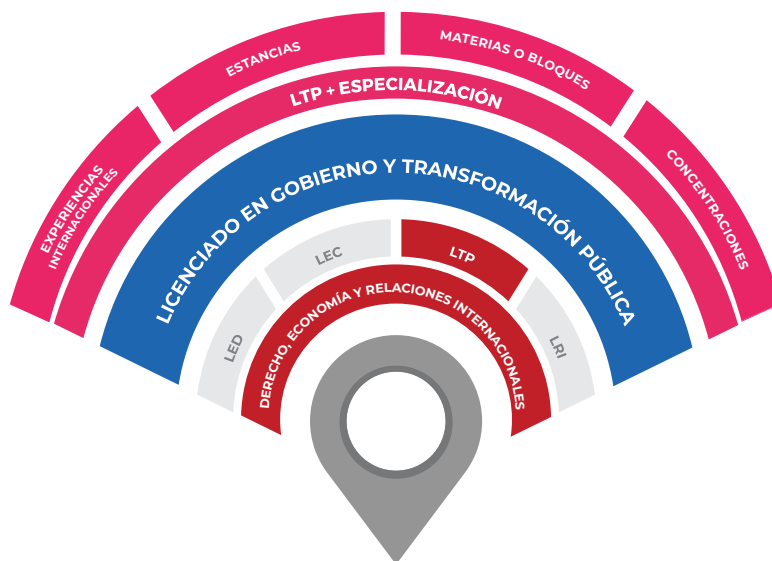 EXPERIENCIAS
INTERNACIONALES
ESTANCIAS
MATERIAS O BLOQUES
CONCENTRACIONES
LTP + ESPECIALIZACIÓN
LICENCIADO EN GOBIERNO Y TRANSFORMACIÓN PÚBLICA
LED
LEC
LTP
LRI
DERECHO, ECONOMÍA Y RELACIONES INTERNACIONALES